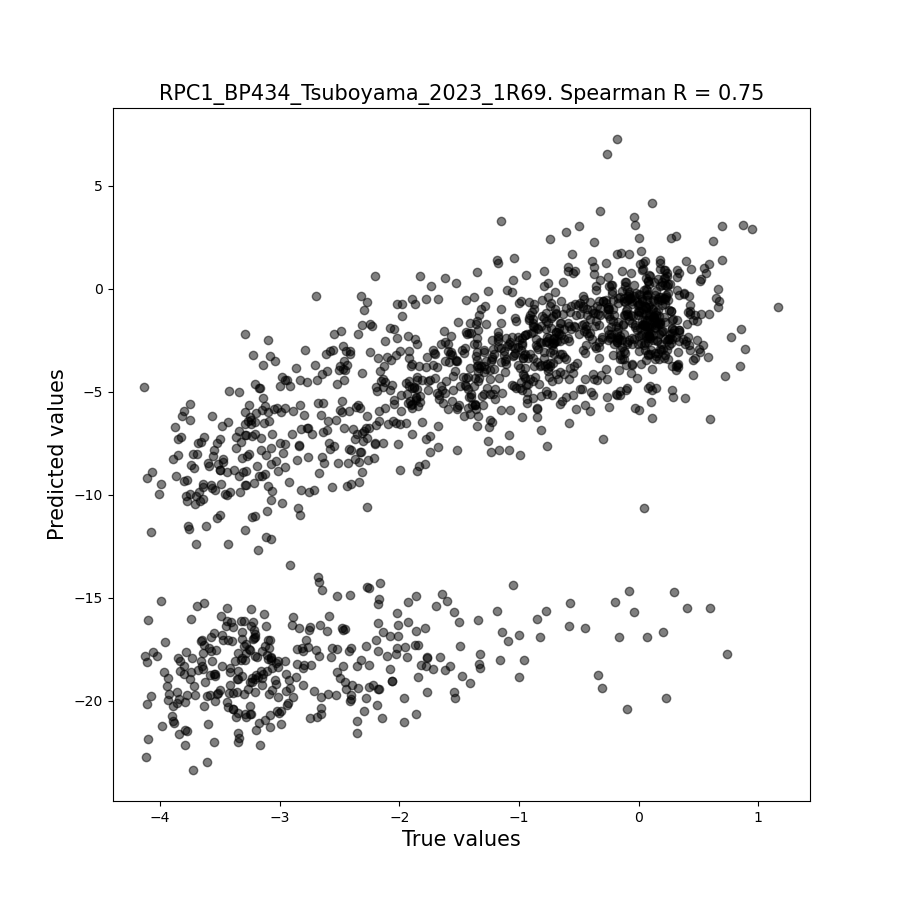 RPC1_BP434_Tsuboyama_2023_1R69. Spearman R = 0.75
5
0
−5
−10
−15
−20
Predicted values
−4 −3 −2 −1 0 1
True values